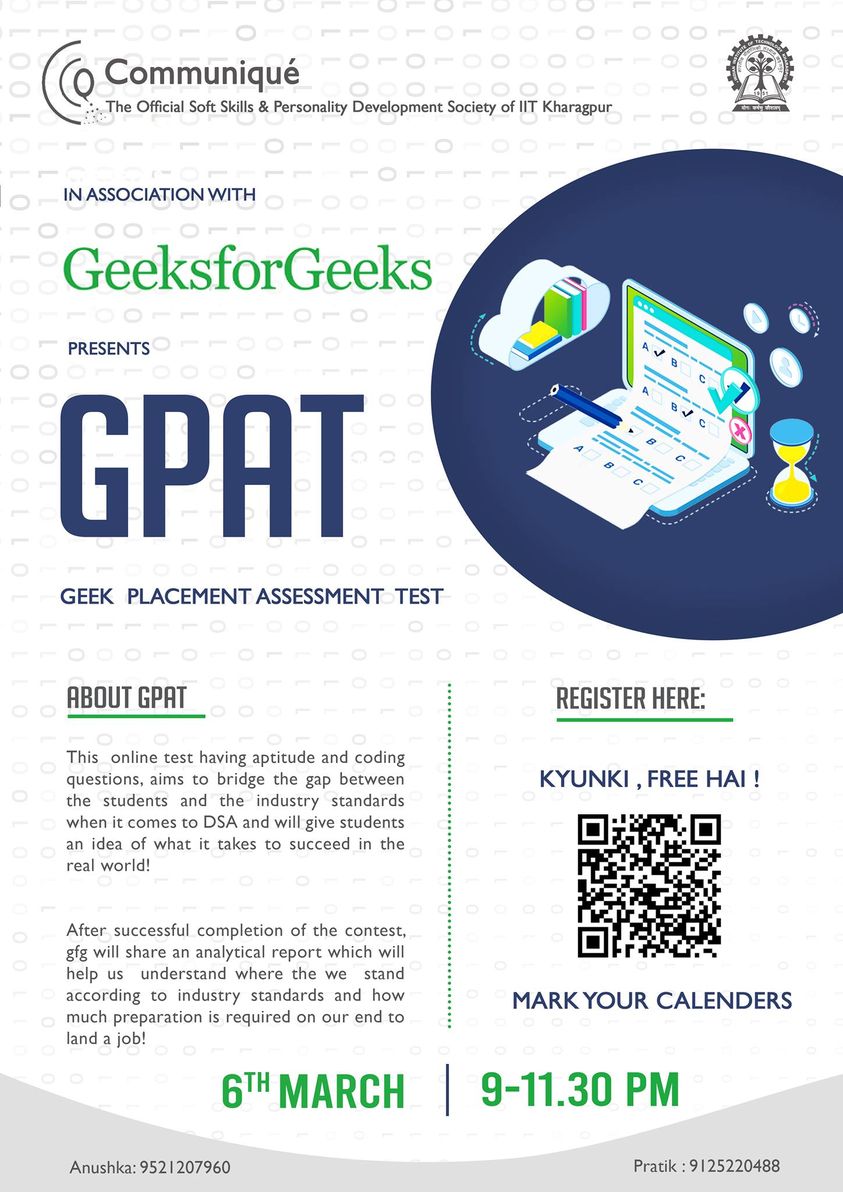 Communiqué
The Official Soft Skills & Personality Development Society of IIT Kharagpur
IN ASSOCIATION WITH
GeeksforGeeks
PRESENTS
GPAT
GEEK PLACEMENT ASSESSMENT TEST
A B C
A B C
B C
A B C
ABOUT GPAT
This online test having aptitude and coding
questions, aims to bridge the gap between
the students and the industry standards
when it comes to DSA and will give students
an idea of what it takes to succeed in the
real world!
After successful completion of the contest,
gfg will share an analytical report which will
help us understand where the we stand
according to industry standards and how
much preparation is required on our end to
land a job!
REGISTER HERE:
KYUNKI , FREE HAI !
MARK YOUR CALENDERS
6TH MARCH
9-11.30 PM
Anushka: 9521207960
Pratik : 9125220488